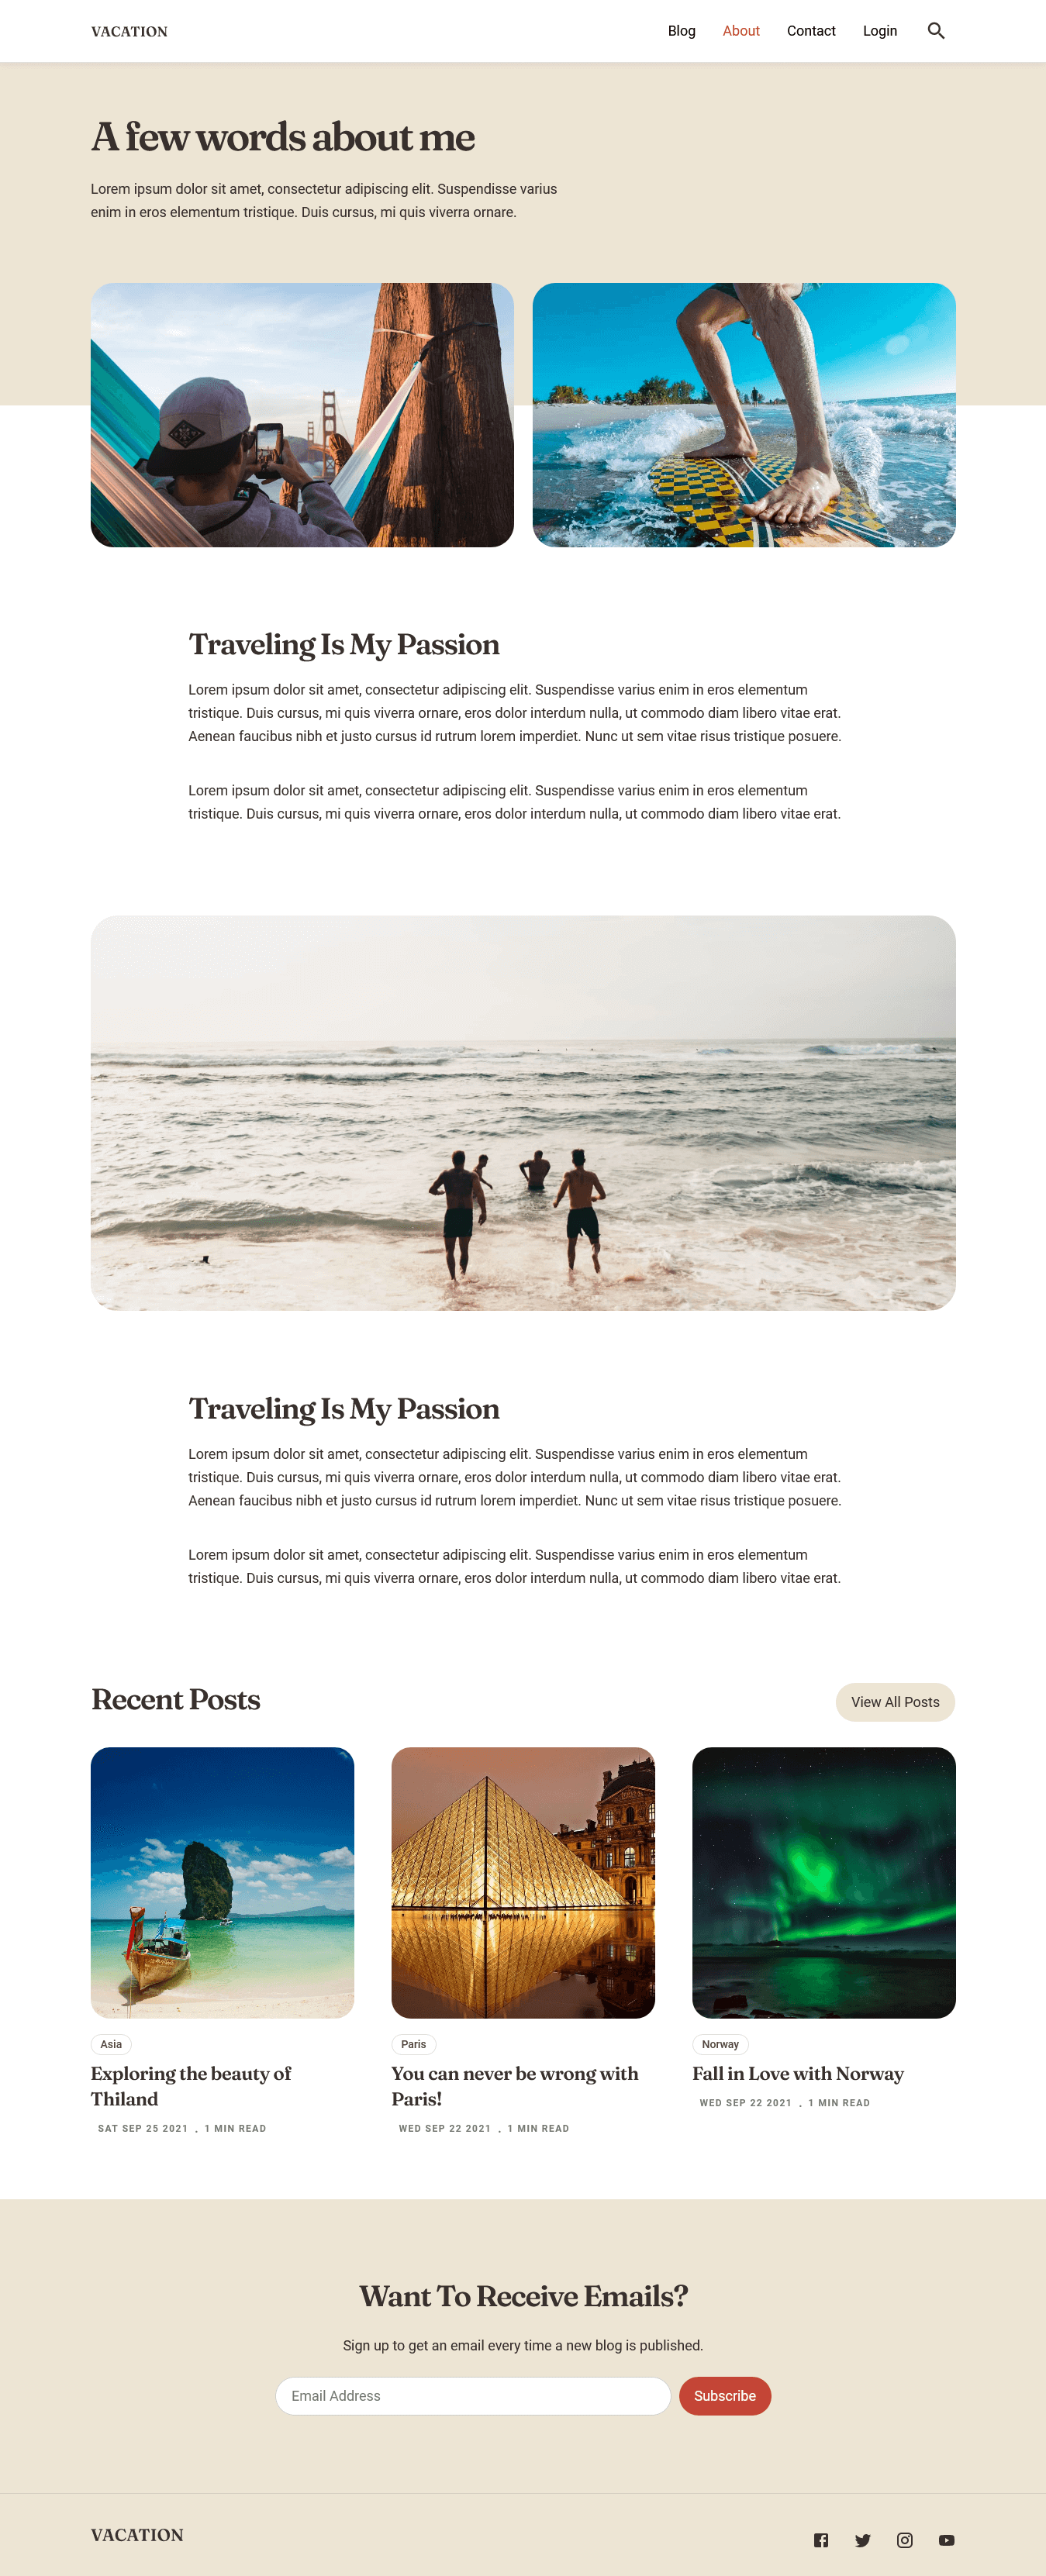 VACATION
Blog About Contact Login
A few words about me
Lorem ipsum dolor sit amet, consectetur adipiscing elit. Suspendisse varius
enim in eros elementum tristique. Duis cursus, mi quis viverra ornare.
Traveling Is My Passion
Lorem ipsum dolor sit amet, consectetur adipiscing elit. Suspendisse varius enim in eros elementum
tristique. Duis cursus, mi quis viverra ornare, eros dolor interdum nulla, ut commodo diam libero vitae erat.
Aenean faucibus nibh et justo cursus id rutrum lorem imperdiet. Nunc ut sem vitae risus tristique posuere.
Lorem ipsum dolor sit amet, consectetur adipiscing elit. Suspendisse varius enim in eros elementum
tristique. Duis cursus, mi quis viverra ornare, eros dolor interdum nulla, ut commodo diam libero vitae erat.
Traveling Is My Passion
Lorem ipsum dolor sit amet, consectetur adipiscing elit. Suspendisse varius enim in eros elementum
tristique. Duis cursus, mi quis viverra ornare, eros dolor interdum nulla, ut commodo diam libero vitae erat.
Aenean faucibus nibh et justo cursus id rutrum lorem imperdiet. Nunc ut sem vitae risus tristique posuere.
Lorem ipsum dolor sit amet, consectetur adipiscing elit. Suspendisse varius enim in eros elementum
tristique. Duis cursus, mi quis viverra ornare, eros dolor interdum nulla, ut commodo diam libero vitae erat.
Recent Posts
View All Posts
Asia
Exploring the beauty of
Thiland
SAT SEP 25 2021 . 1 MIN READ
Paris
You can never be wrong with
Paris!
WED SEP 22 2021 . 1 MIN READ
Norway
Fall in Love with Norway
WED SEP 22 2021 . 1 MIN READ
Want To Receive Emails?
Sign up to get an email every time a new blog is published.
Email Address
Subscribe
VACATION